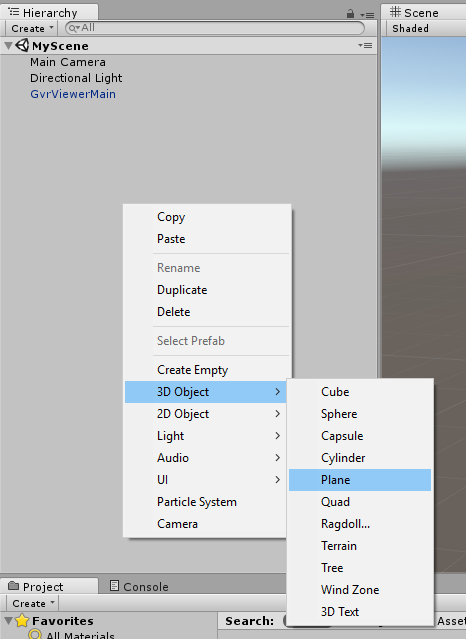 Hierarchy
Scene
Create
All
Shaded
MyScene
Main Camera
Directional Light
GvrViewerMain
Copy
Paste
Rename
Duplicate
Delete
Select Prefab
Create Empty
3D Object
2D Object
Light
Audio
UI
Particle System
Camera
Cube
Sphere
Capsule
Cylinder
Plane
Quad
Ragdoll...
Terrain
Tree
Wind Zone
3D Text
Project
Console
Create
Favorites
All Materials
Search:
Asset